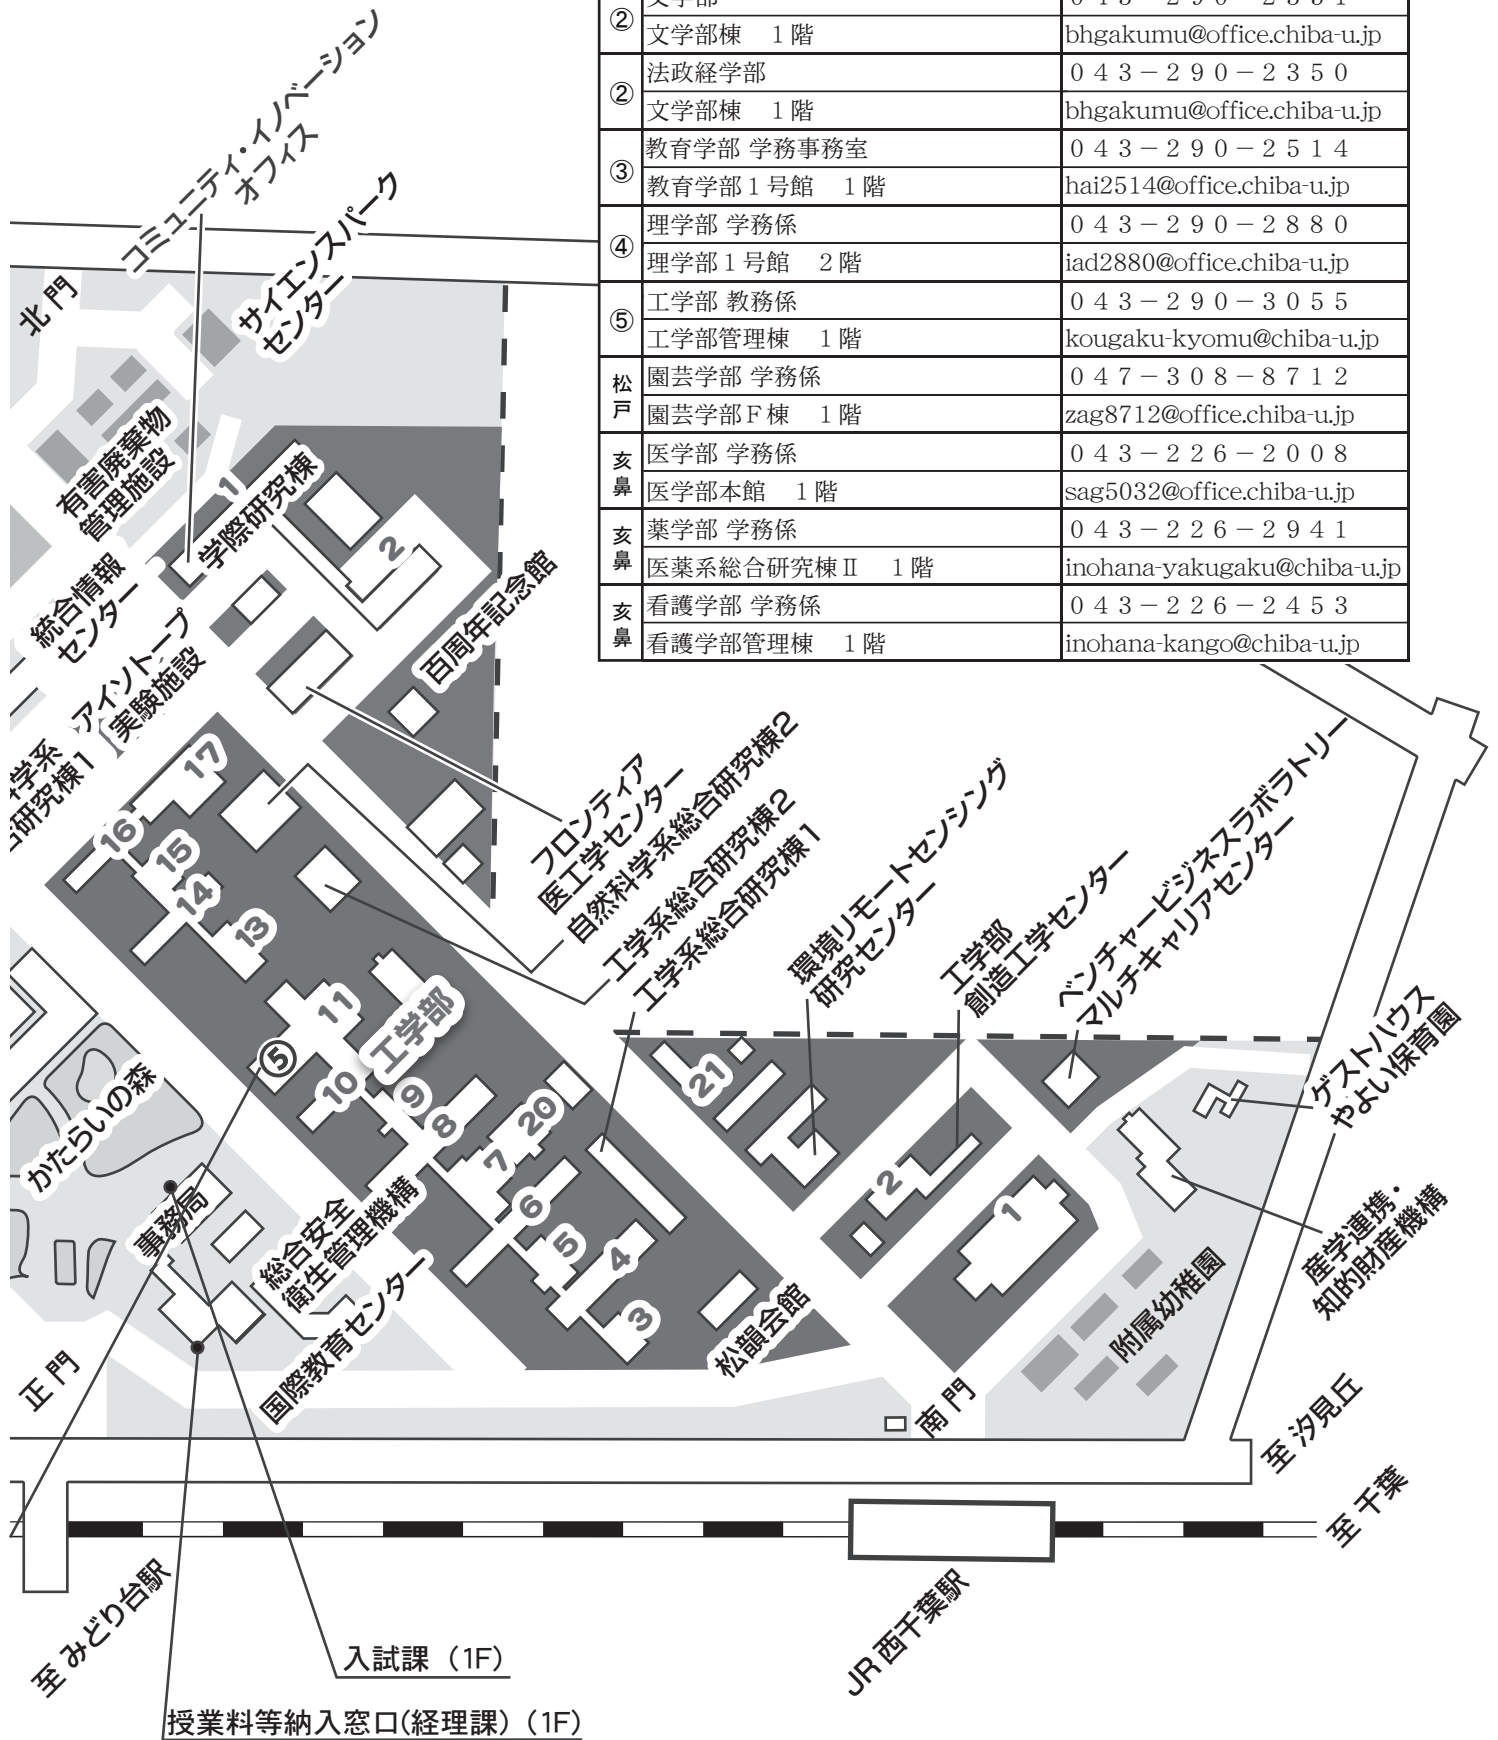 ② 文学部 043-290-2351
文学部棟 1階 bhgakumu@office.chiba-u.jp
② 法政経学部 043-290-2350
文学部棟 1階 bhgakumu@office.chiba-u.jp
③ 教育学部 学務事務室 043-290-2514
教育学部1号館 1階 hai2514@office.chiba-u.jp
④ 理学部 学務係 043-290-2880
理学部1号館 2階 iad2880@office.chiba-u.jp
⑤ 工学部 教務係 043-290-3055
工学部管理棟 1階 kougaku-kyomu@chiba-u.jp
松戸 園芸学部 学務係 047-308-8712
園芸学部F棟 1階 zag8712@office.chiba-u.jp
亥鼻 医学部 学務係 043-226-2008
医学部本館 1階 sag5032@office.chiba-u.jp
亥鼻 薬学部 学務係 043-226-2941
医薬系総合研究棟Ⅱ 1階 inohana-yakugaku@chiba-u.jp
亥鼻 看護学部 学務係 043-226-2453
看護学部管理棟 1階 inohana-kango@chiba-u.jp
コミュニティ・イノベーション
オフィス
サイエンスパーク
センター
北門
有害廃棄物
管理施設
1
学際研究棟
2
統合情報
センター
アイソトープ
実験施設
百周年記念館
学系
研究棟1
17
16
15
14
13
11
⑤
工学部
10
9
8
20
7
6
5
4
3
フロンティア
医工学センター
自然科学系総合研究棟2
工学系総合研究棟2
工学系総合研究棟1
環境リモートセンシング
研究センター
工学部
創造工学センター
ベンチャービジネスラボラトリー
マルチキャリアセンター
21
2
1
ゲストハウス
やよい保育園
産学連携・
知的財産機構
附属幼稚園
かたらいの森
事務局
総合安全
衛生管理機構
国際教育センター
松韻会館
正門
南門
至 汐見丘
至 千葉
至 みどり台駅
JR 西千葉駅
入試課（1F）
授業料等納入窓口(経理課)（1F）